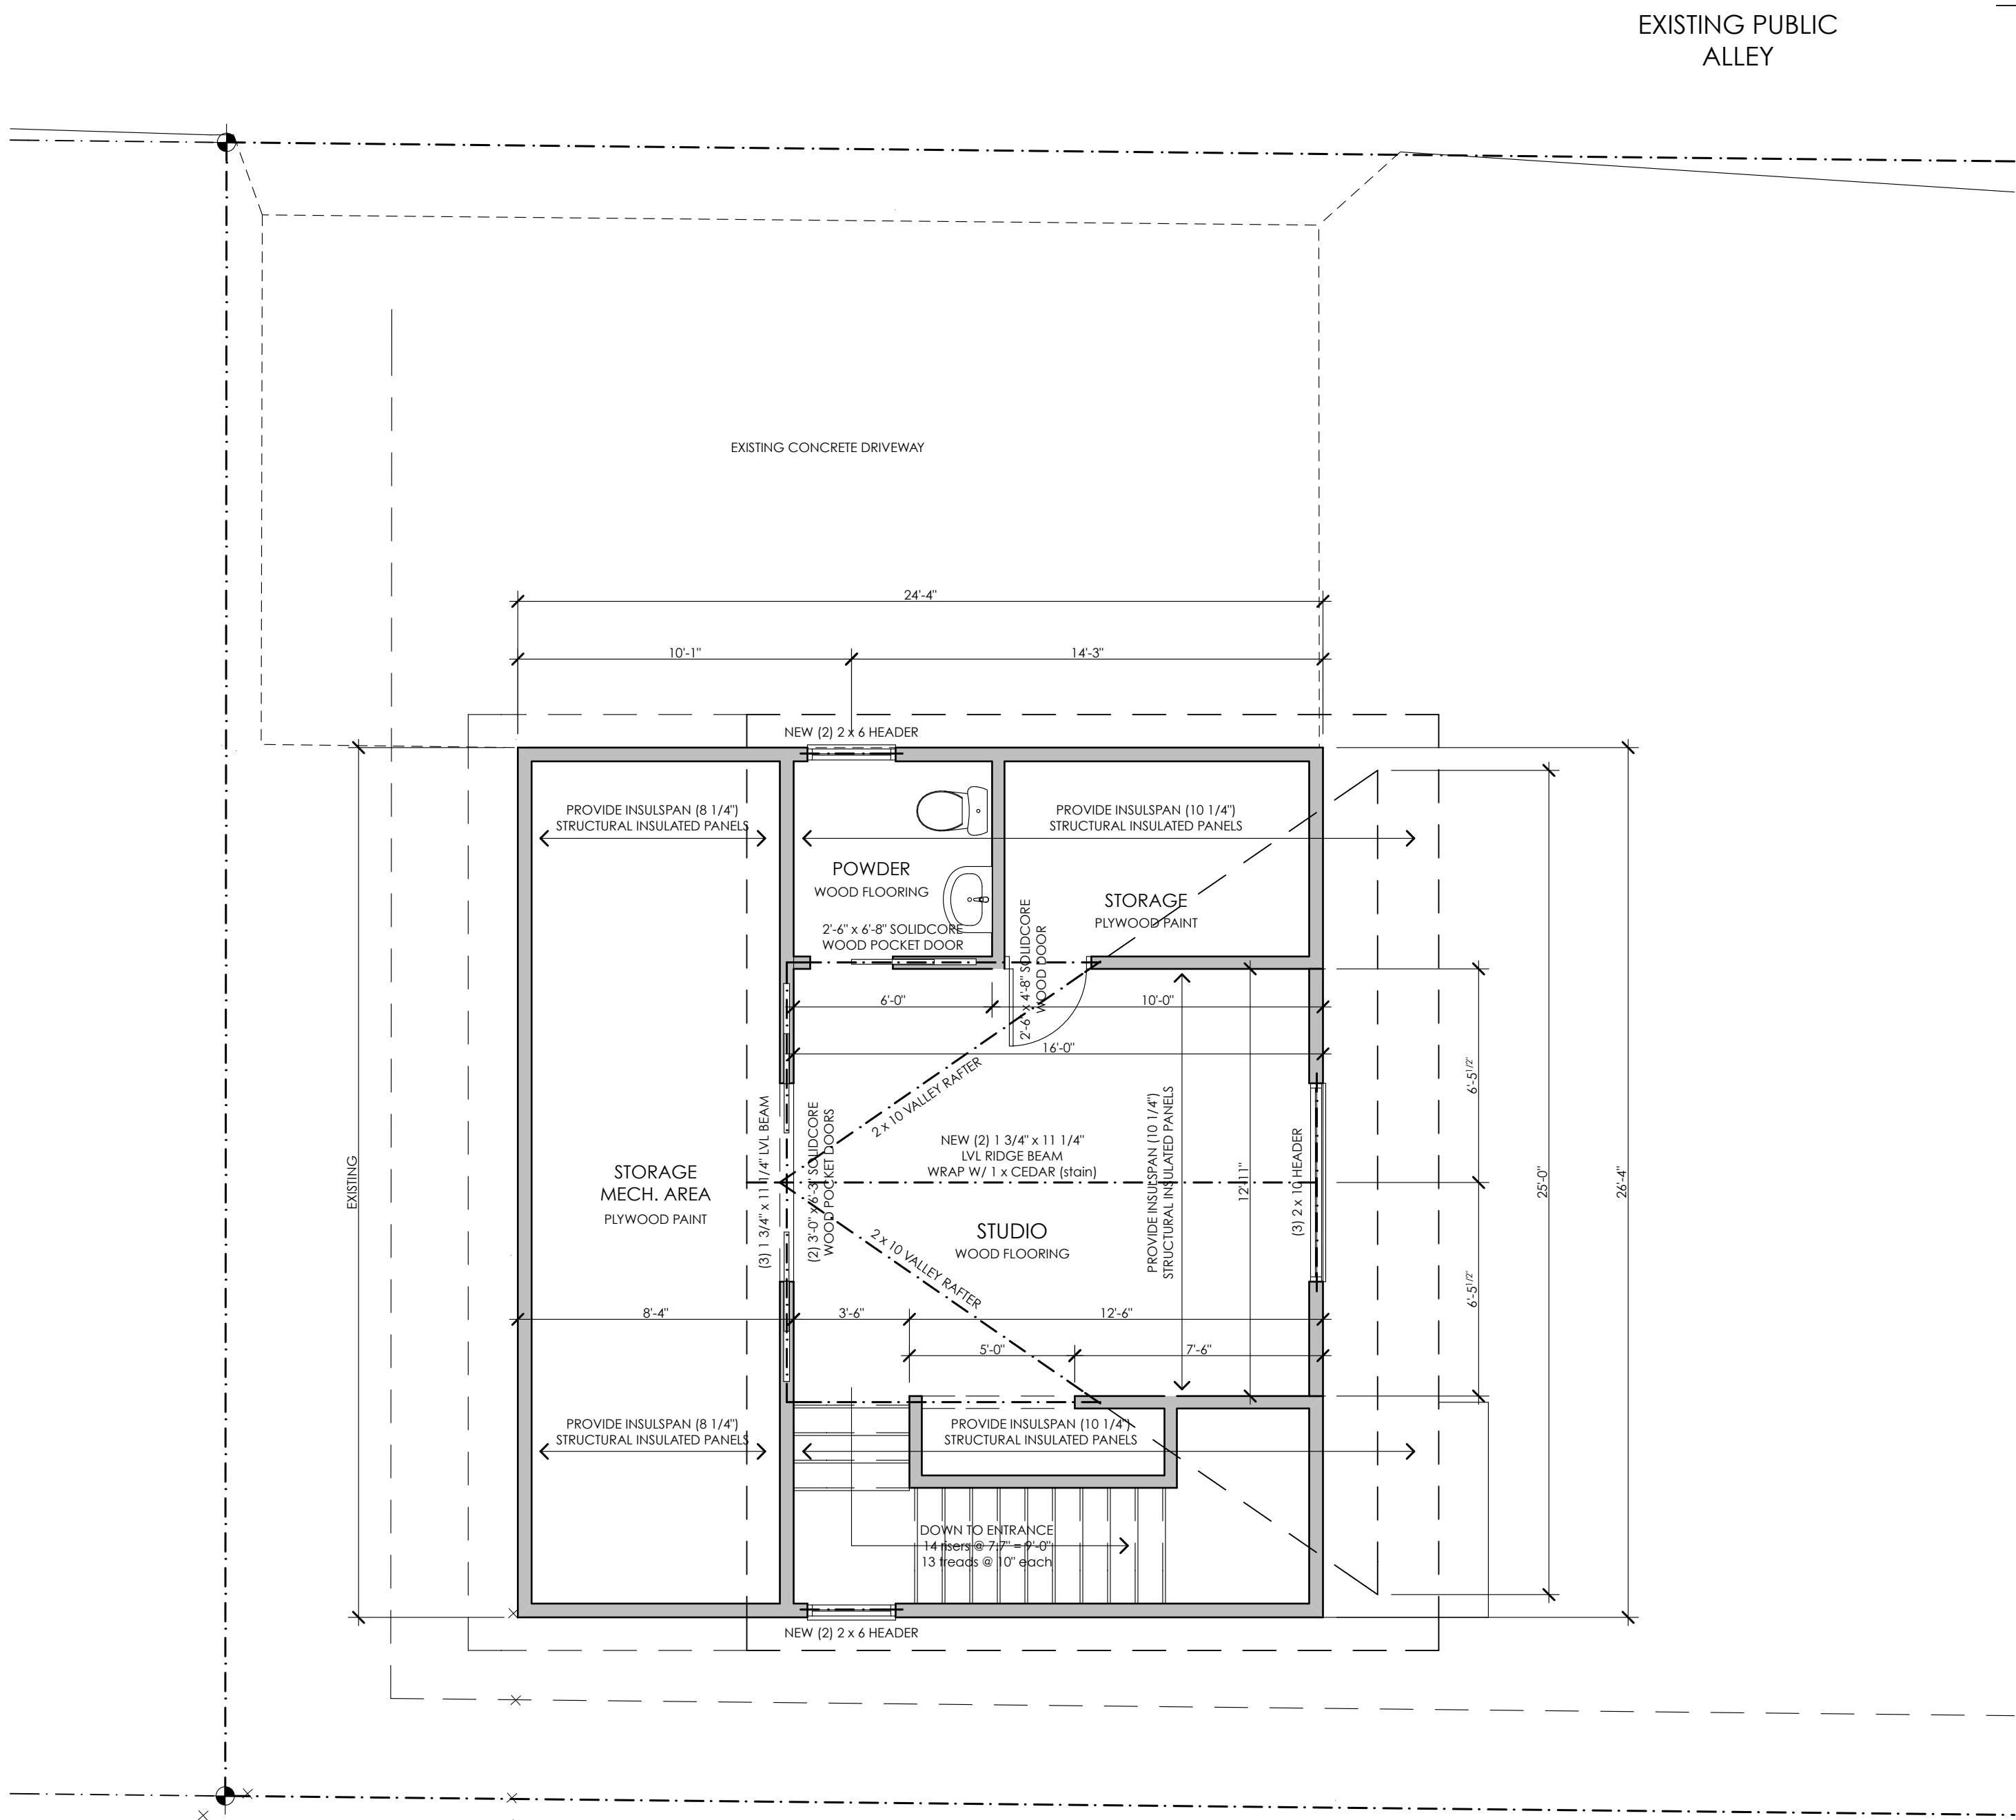 EXISTING PUBLIC
ALLEY
EXISTING CONCRETE DRIVEWAY
24'-4"
10'-1"
14'-3"
NEW (2) 2 x 6 HEADER
PROVIDE INSULSPAN (8 1/4")
STRUCTURAL INSULATED PANELS
PROVIDE INSULSPAN (10 1/4")
STRUCTURAL INSULATED PANELS
POWDER
WOOD FLOORING
STORAGE
PLYWOOD PAINT
2'-6" x 6'-8" SOLIDCORE
WOOD POCKET DOOR
2'-6" x 4'-8" SOLIDCORE
WOOD DOOR
6'-0"
10'-0"
16'-0"
2 x 10 VALLEY RAFTER
6'-5 1/2"
EXISTING
STORAGE
MECH. AREA
PLYWOOD PAINT
(3) 1 3/4" x 11 1/4" LVL BEAM
(2) 3'-0" x 6'-3" SOLIDCORE
WOOD POCKET DOORS
NEW (2) 1 3/4" x 11 1/4"
LVL RIDGE BEAM
WRAP W/ 1 x CEDAR (stain)
STUDIO
WOOD FLOORING
PROVIDE INSULSPAN (10 1/4")
STRUCTURAL INSULATED PANELS
12'-11"
(3) 2 x 10 HEADER
25'-0"
26'-4"
2 x 10 VALLEY RAFTER
6'-5 1/2"
8'-4"
3'-6"
12'-6"
5'-0"
7'-6"
PROVIDE INSULSPAN (8 1/4")
STRUCTURAL INSULATED PANELS
PROVIDE INSULSPAN (10 1/4")
STRUCTURAL INSULATED PANELS
DOWN TO ENTRANCE
14 risers @ 7.7" = 9'-0"
13 treads @ 10" each
NEW (2) 2 x 6 HEADER